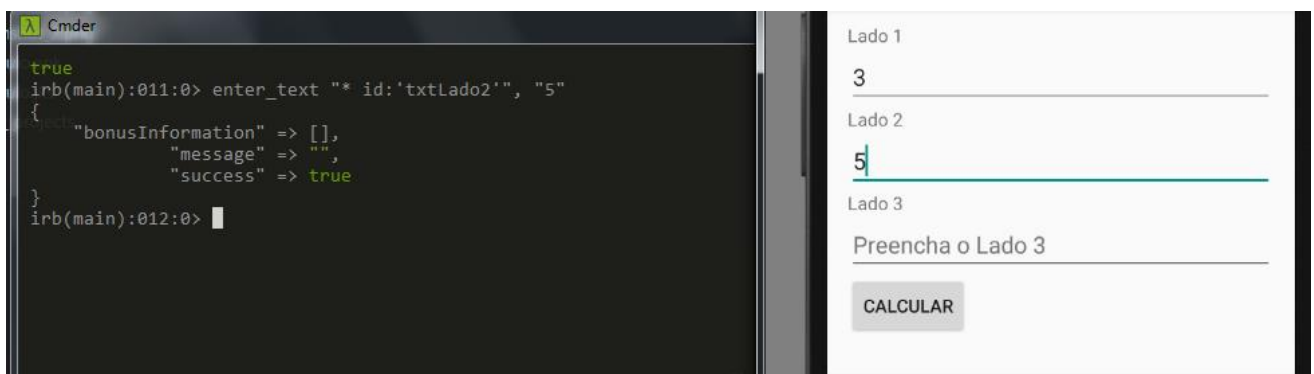 Cmder
true
irb(main):011:0> enter_text "* id:'txtLado2'", "5"
{
"bonusInformation" => [],
"message" => "",
"success" => true
}
irb(main):012:0>
Lado 1
3
Lado 2
5
Lado 3
Preencha o Lado 3
CALCULAR